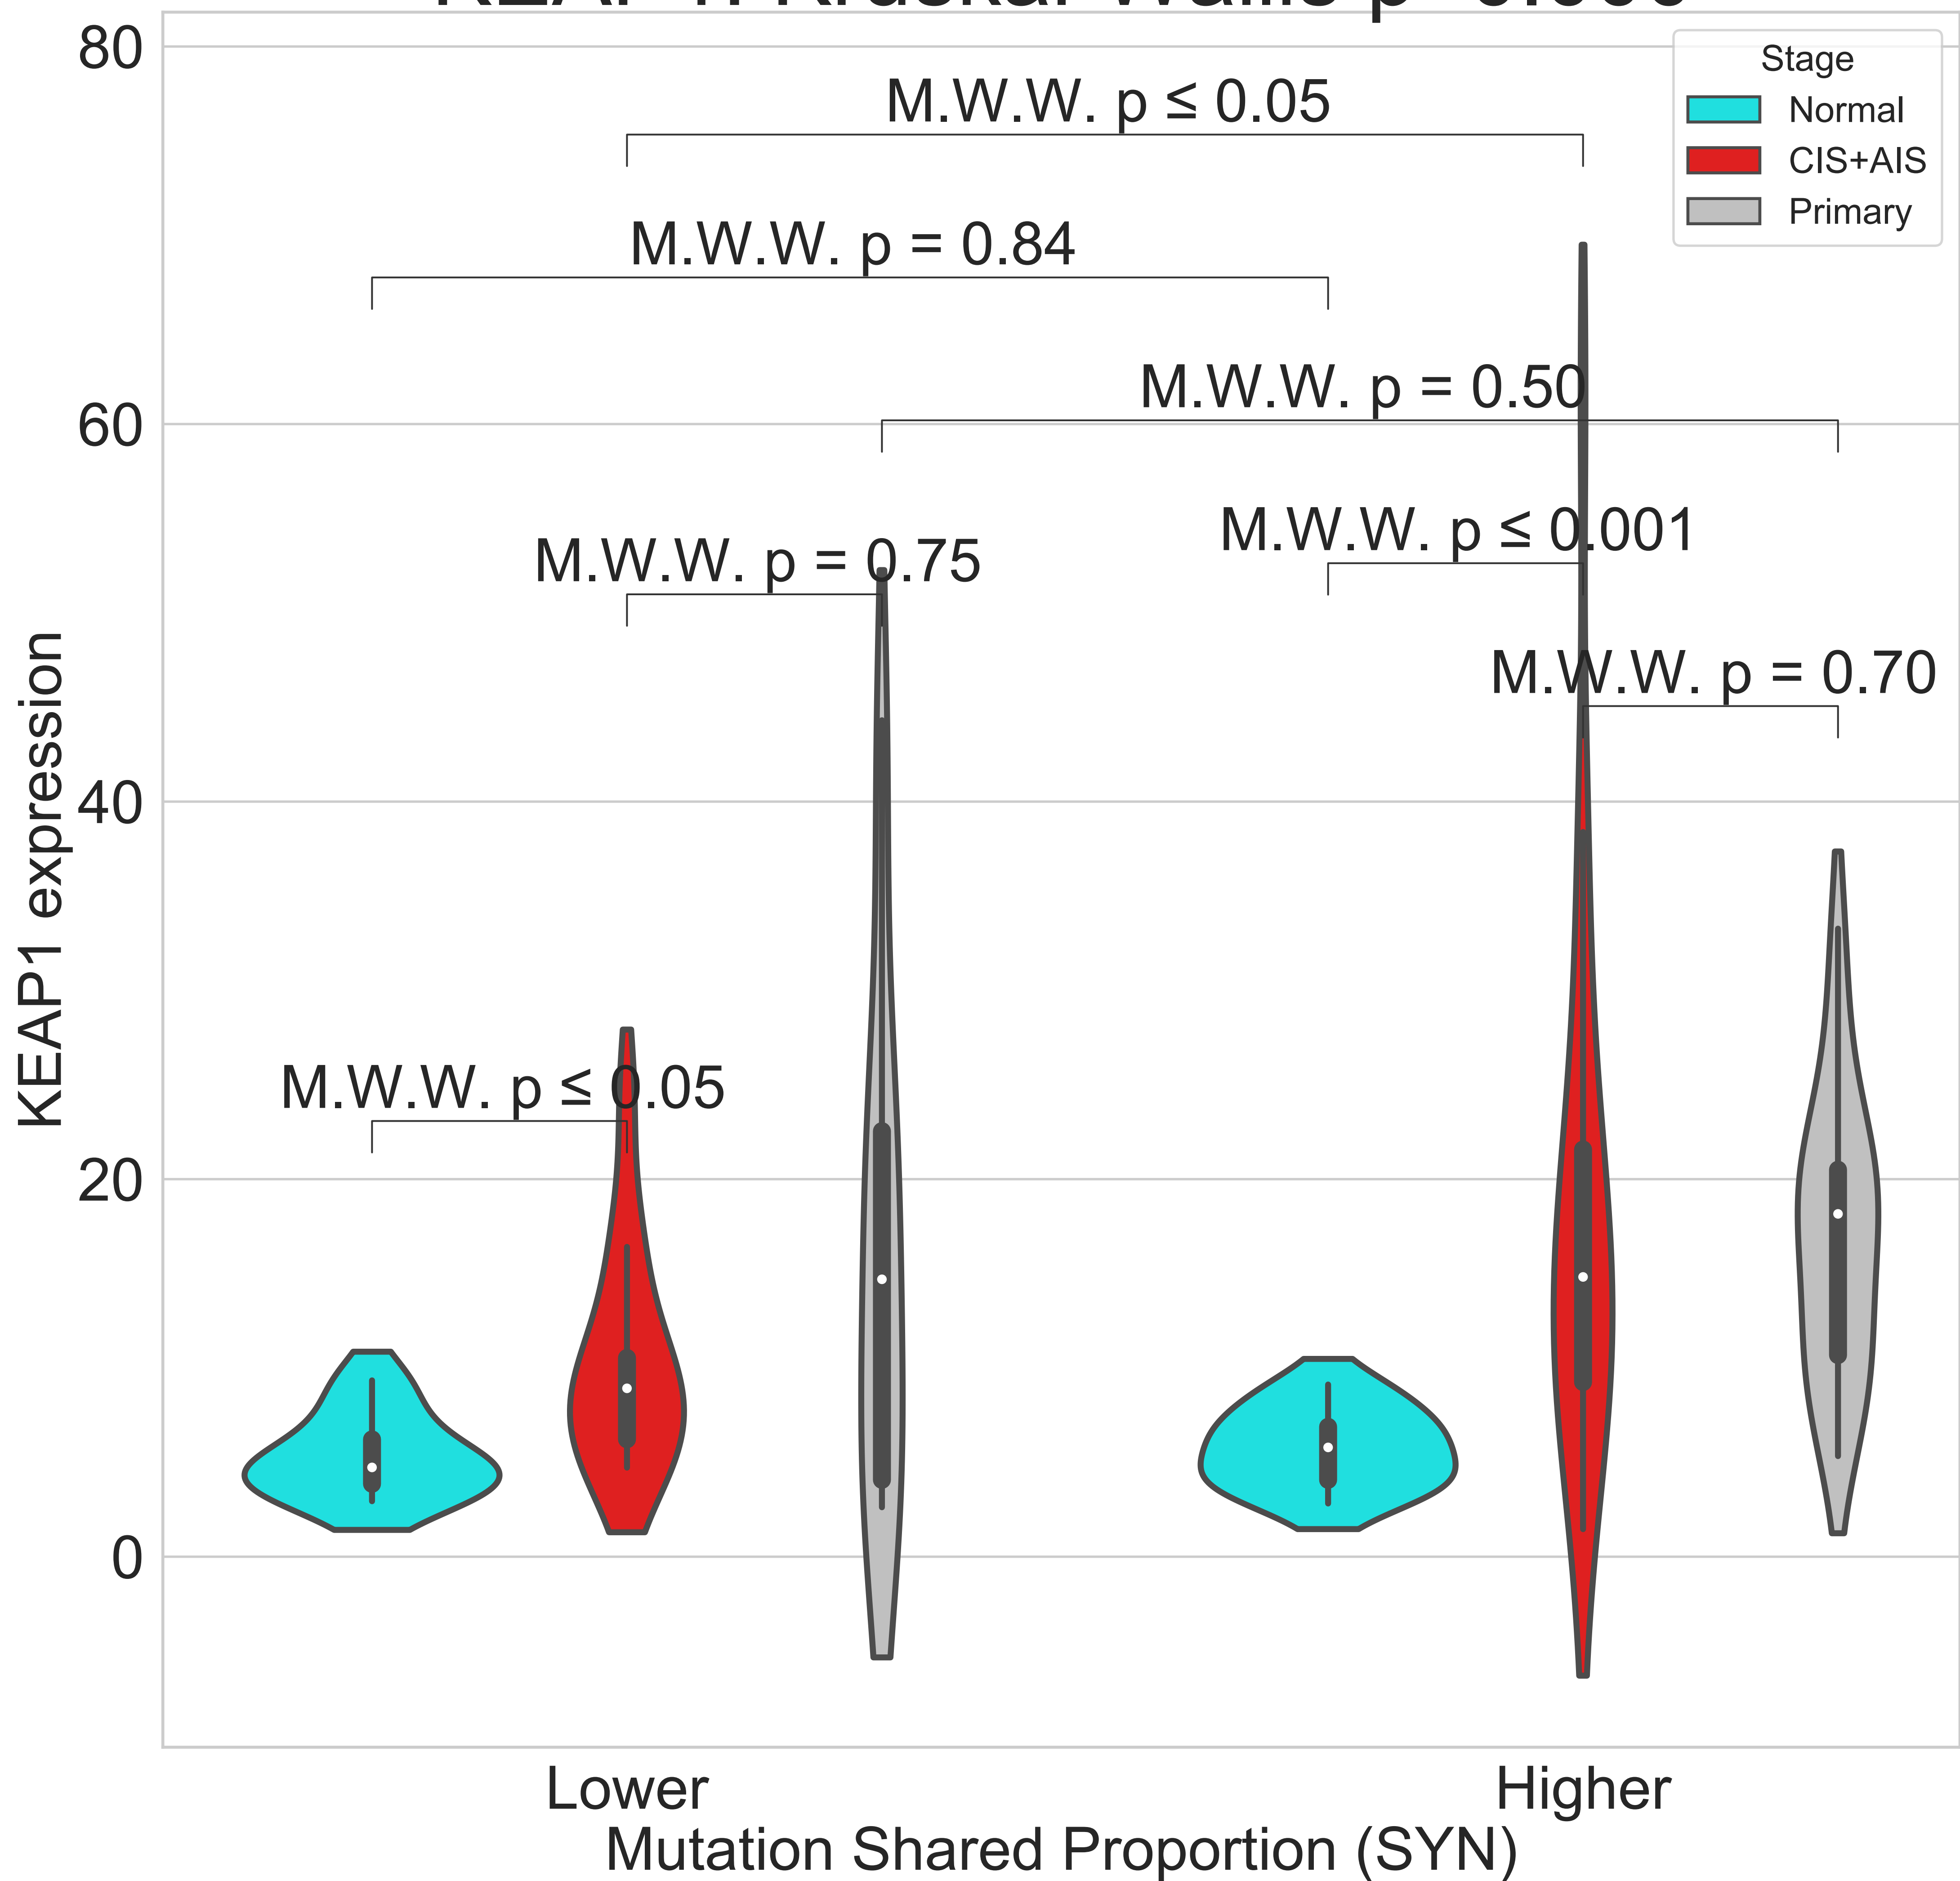 80
60
40
20
0
KEAP1 expression
Stage
Normal
CIS+AIS
Primary
M.W.W. p ≤ 0.05
M.W.W. p = 0.84
M.W.W. p = 0.50
M.W.W. p ≤ 0.001
M.W.W. p = 0.75
M.W.W. p = 0.70
M.W.W. p ≤ 0.05
Lower
Higher
Mutation Shared Proportion (SYN)